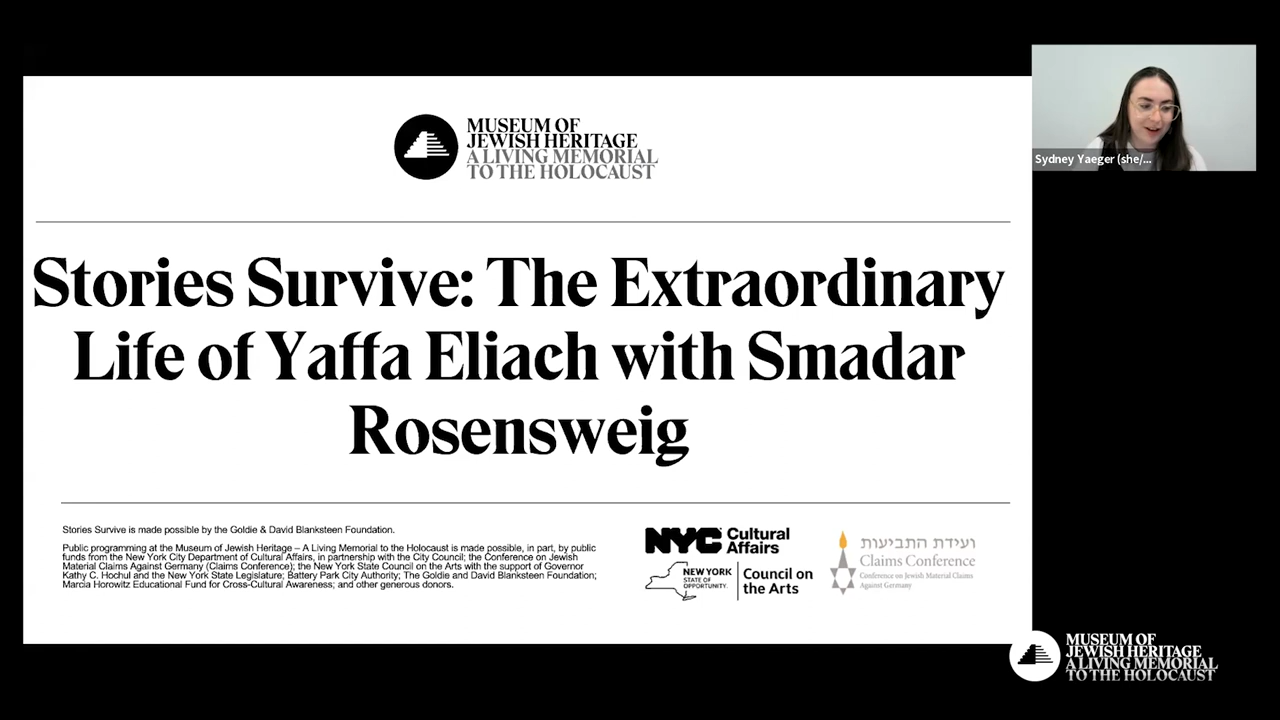 MUSEUM OF
JEWISH HERITAGE
A LIVING MEMORIAL
TO THE HOLOCAUST
Sydney Yaeger (she/...
Stories Survive: The Extraordinary
Life of Yaffa Eliach with Smadar
Rosensweig
Stories Survive is made possible by the Goldie & David Blanksteen Foundation.
Public programming at the Museum of Jewish Heritage – A Living Memorial to the Holocaust is made possible, in part, by public
funds from the New York City Department of Cultural Affairs, in partnership with the City Council; the Conference on Jewish
Material Claims Against Germany (Claims Conference); the New York State Council on the Arts with the support of Governor
Kathy C. Hochul and the New York State Legislature; Battery Park City Authority; The Goldie and David Blanksteen Foundation;
Marcia Horowitz Educational Fund for Cross-Cultural Awareness; and other generous donors.
NYC Cultural
Affairs
NEW YORK
STATE OF
OPPORTUNITY.
Council on
the Arts
ועידת התביעות
Claims Conference
Conference on Jewish Material Claims
Against Germany
MUSEUM OF
JEWISH HERITAGE
A LIVING MEMORIAL
TO THE HOLOCAUST